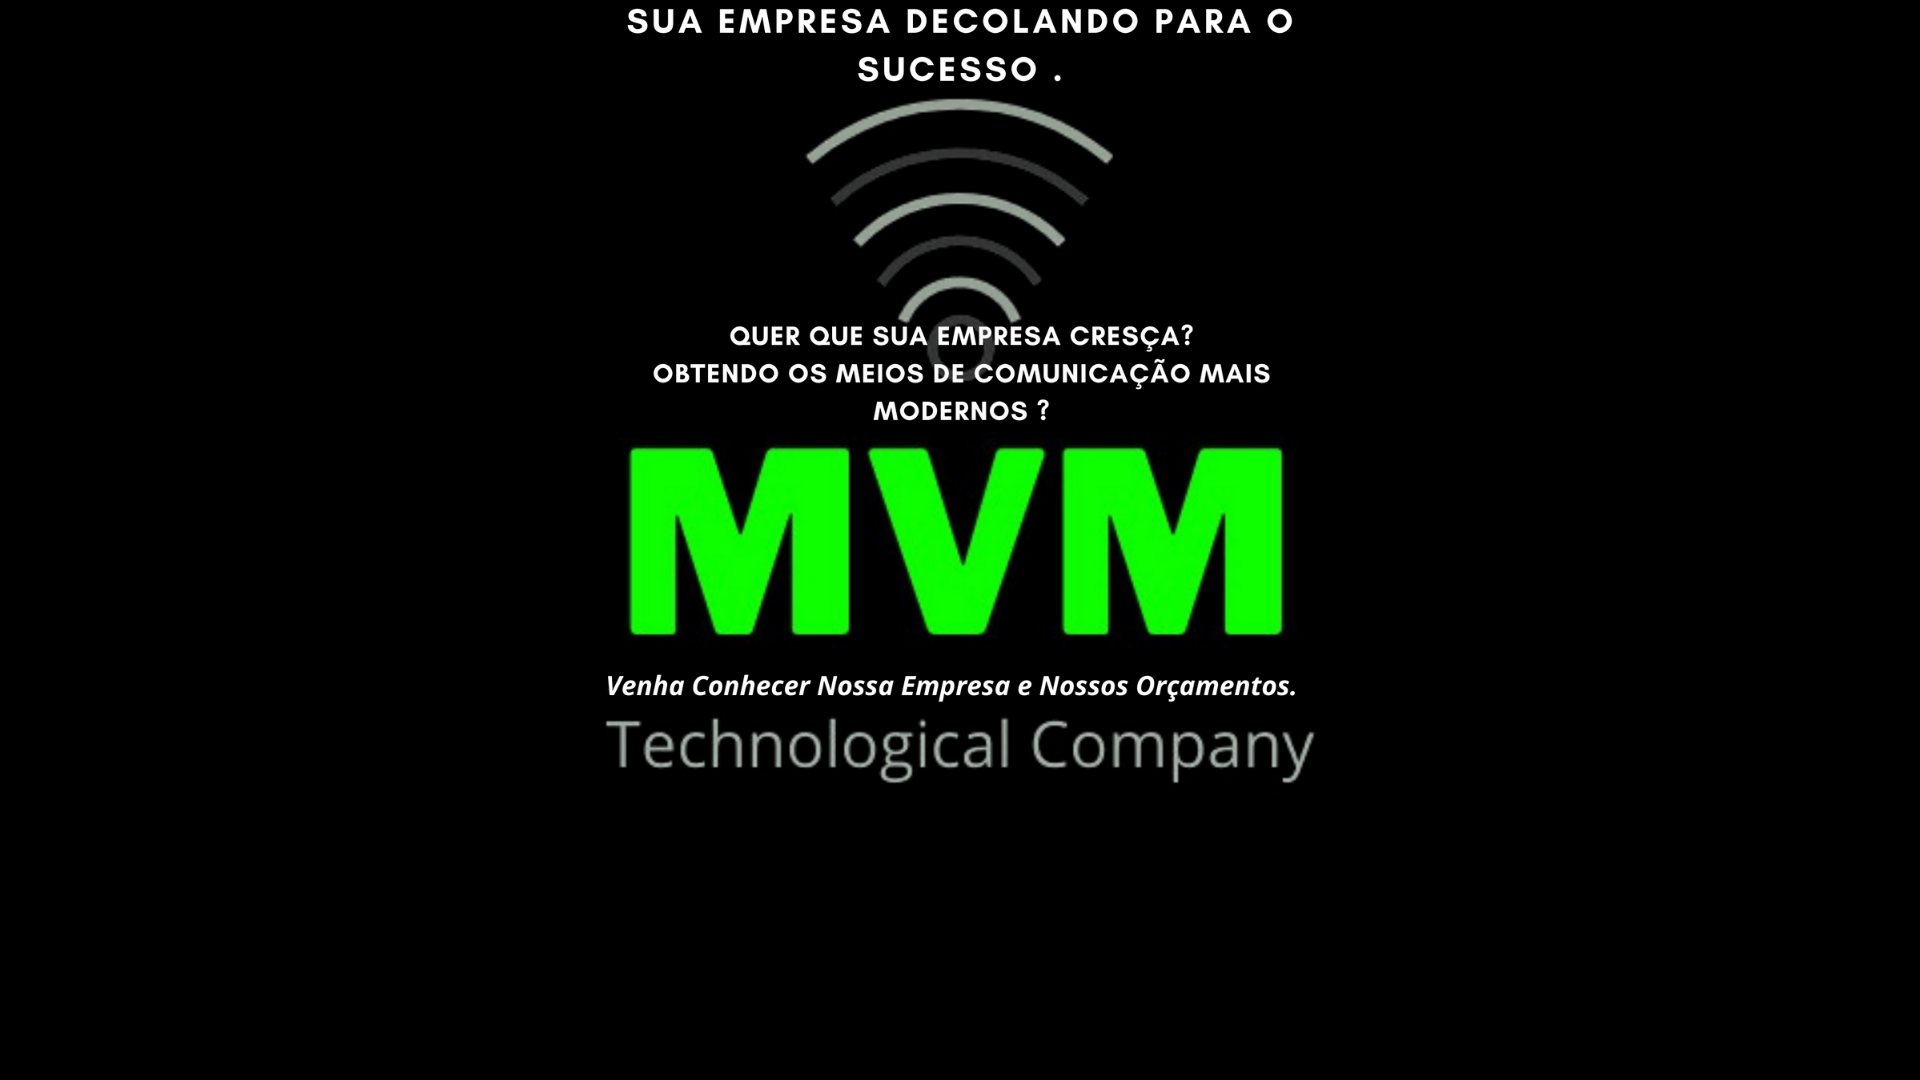 SUA EMPRESA DECOLANDO PARA O
SUCESSO .
QUER QUE SUA EMPRESA CRESÇA?
OBTENDO OS MEIOS DE COMUNICAÇÃO MAIS
MODERNOS ?
MVM
Venha Conhecer Nossa Empresa e Nossos Orçamentos.
Technological Company